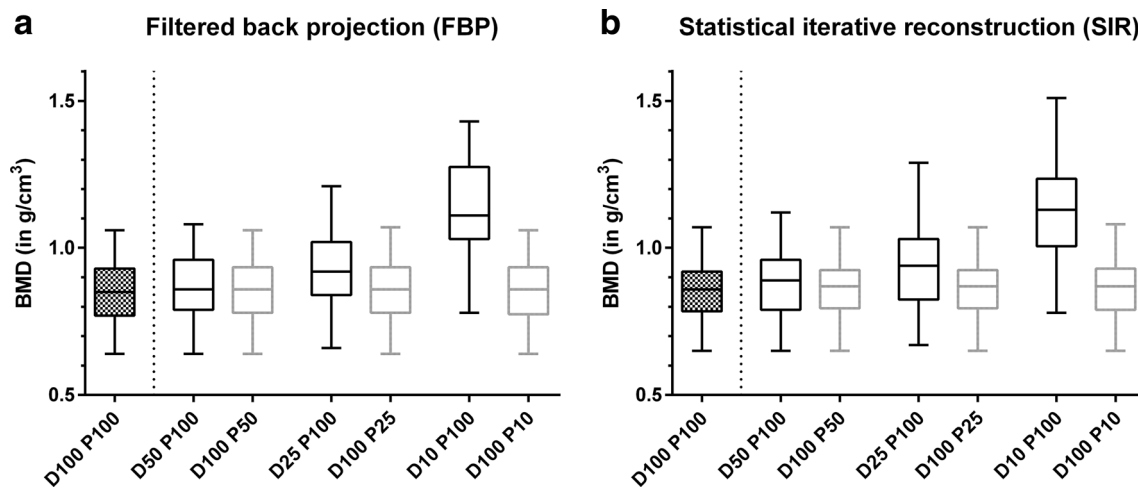 a Filtered back projection (FBP)
BMD (in g/cm³)
1.5
1.0
0.5
D100 P100
D50 P100
D100 P50
D25 P100
D100 P25
D10 P100
D100 P10
b Statistical iterative reconstruction (SIR)
BMD (in g/cm³)
1.5
1.0
0.5
D100 P100
D50 P100
D100 P50
D25 P100
D100 P25
D10 P100
D100 P10